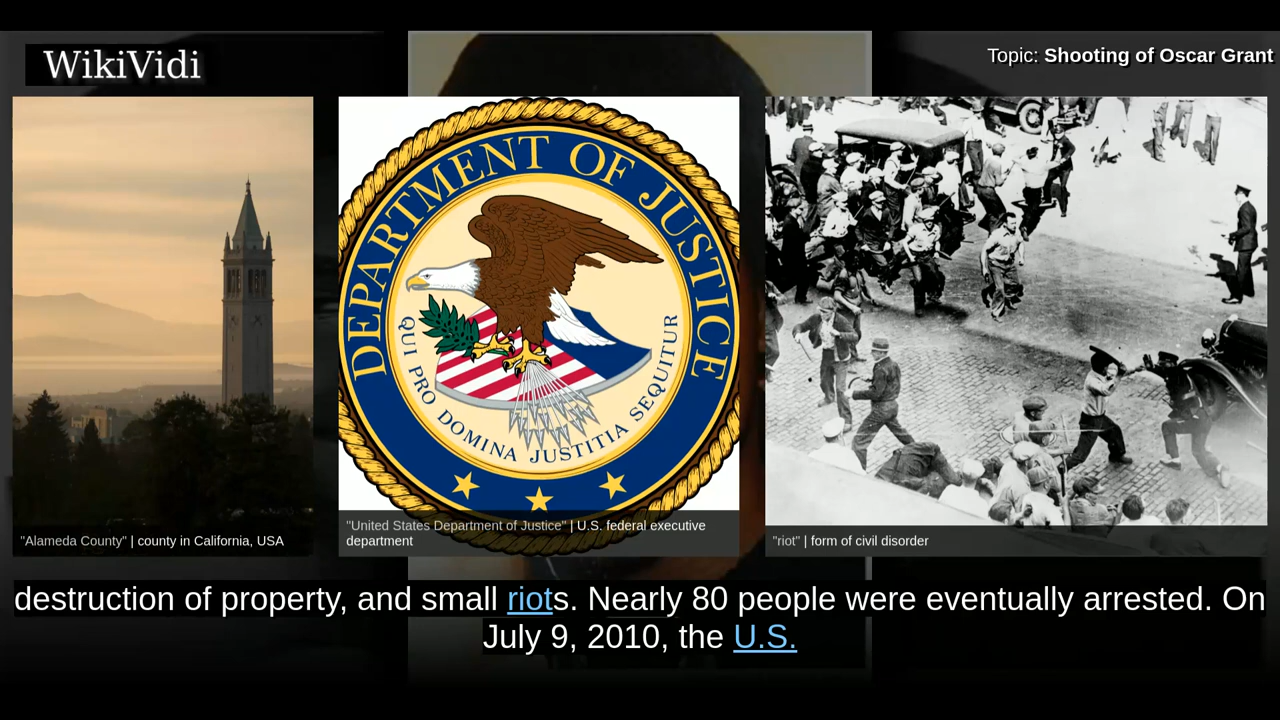 WikiVidi
Topic: Shooting of Oscar Grant
DEPARTMENT OF JUSTICE
QUI PRO DOMINA JUSTITIA SEQUITUR
"Alameda County" | county in California, USA
"United States Department of Justice" | U.S. federal executive
department
"riot" | form of civil disorder
destruction of property, and small riots. Nearly 80 people were eventually arrested. On
July 9, 2010, the U.S.